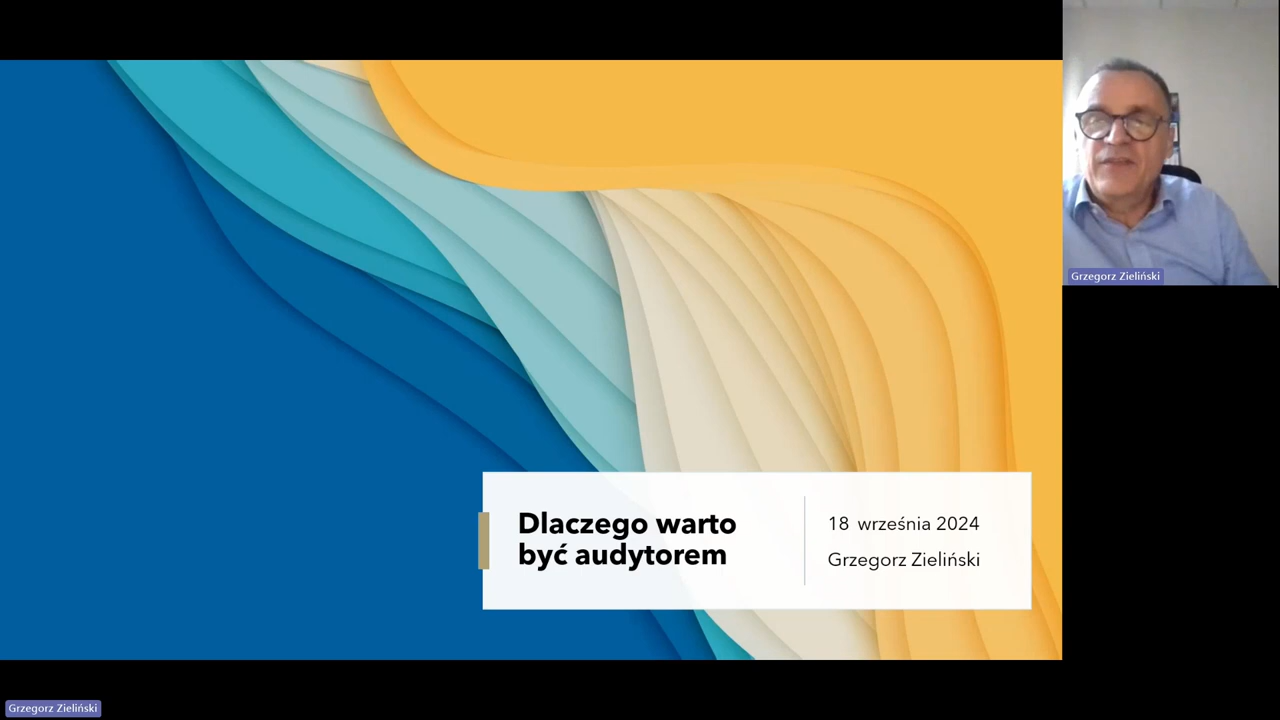 Dlaczego warto
być audytorem
18 września 2024
Grzegorz Zieliński
Grzegorz Zieliński
Grzegorz Zieliński